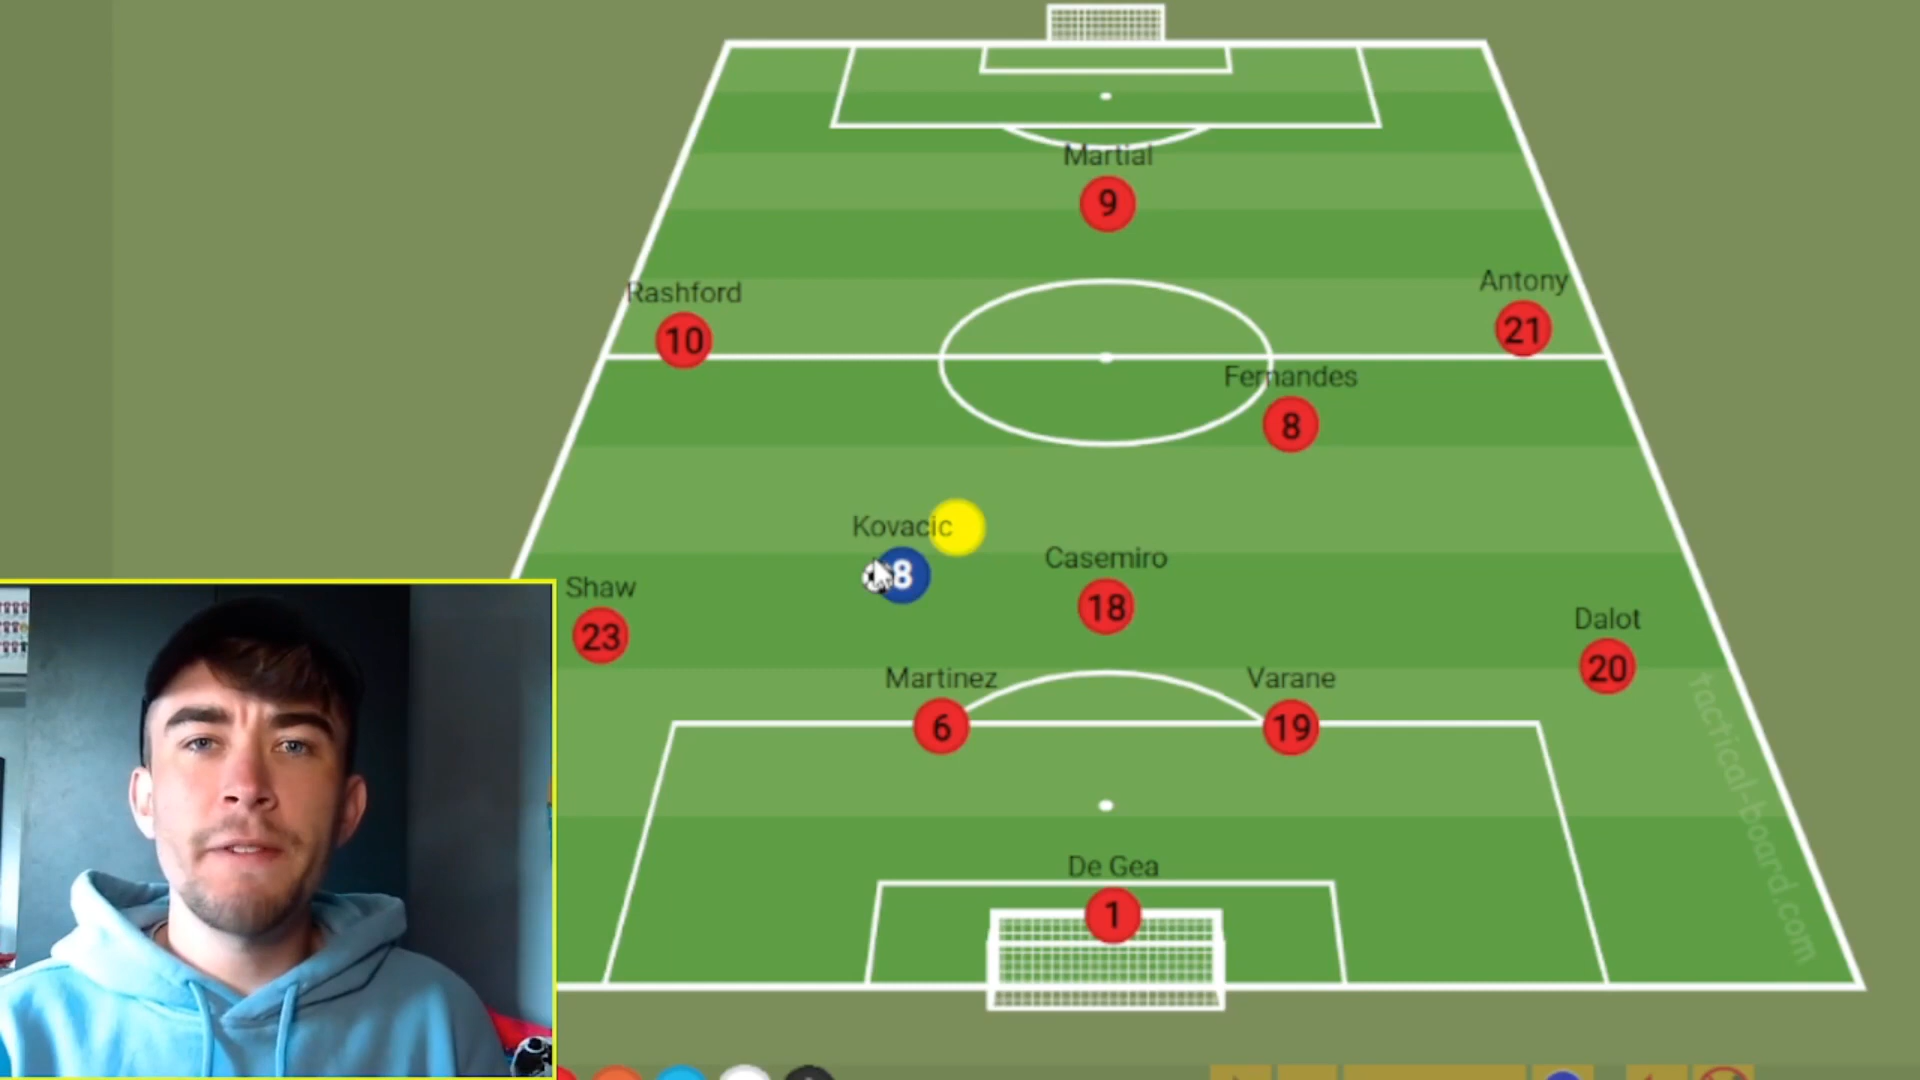 Martial
9
Rashford
10
Antony
21
Fernandes
8
Kovacic
8
Casemiro
18
Shaw
23
Dalot
20
Martinez
6
Varane
19
De Gea
1
tactical-board.com